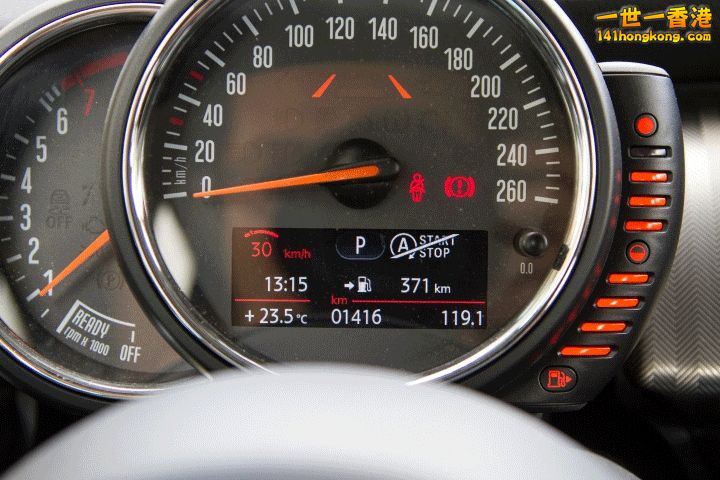 一世一香港
141hongkong.com
7
6
5
4
3
2
1
OFF
READY
rpm x 1000 OFF
0
20
40
60
80
100
120
140
160
180
200
220
240
260
km/h
30 km/h
P
A START STOP
13:15
371 km
km
+ 23.5 °C
01416
119.1
0.0